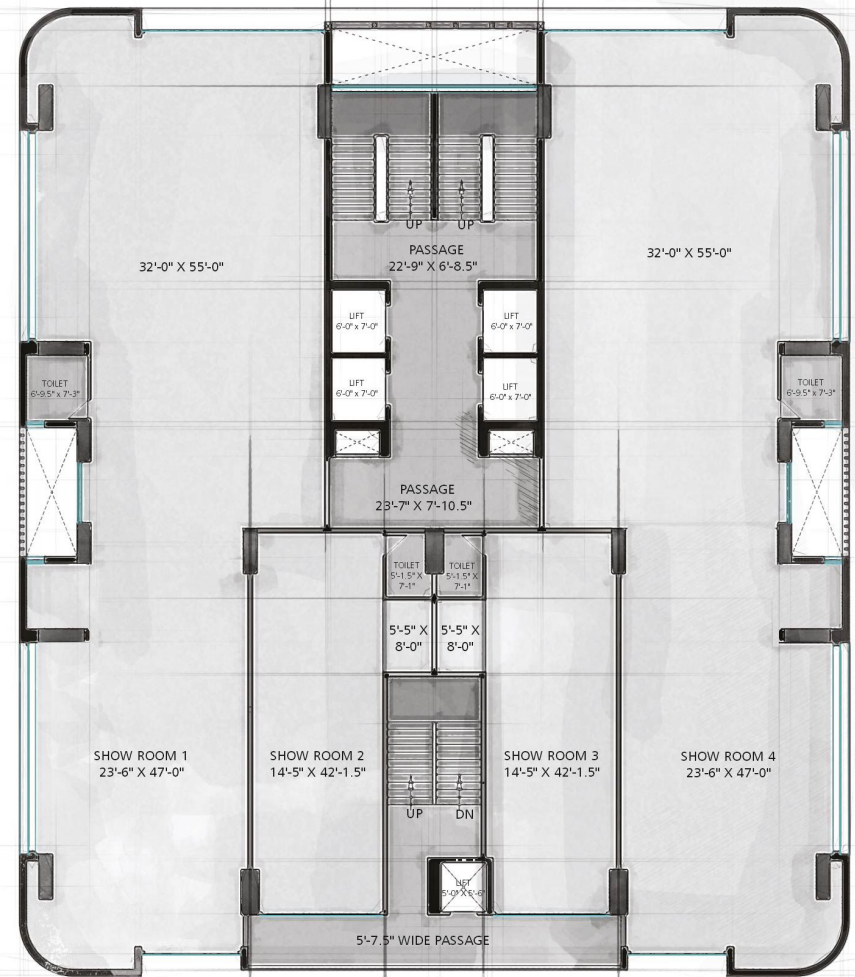 UP UP
PASSAGE
22'-9" X 6'-8.5"
32'-0" X 55'-0"
32'-0" X 55'-0"
LIFT
6'-0" x 7'-0"
LIFT
6'-0" x 7'-0"
LIFT
6'-0" x 7'-0"
LIFT
6'-0" x 7'-0"
TOILET
6'-9.5" x 7'-3"
TOILET
6'-9.5" x 7'-3"
PASSAGE
23'-7" X 7'-10.5"
TOILET
5'-1.5" X
7'-1"
TOILET
5'-1.5" X
7'-1"
5'-5" X
8'-0"
5'-5" X
8'-0"
SHOW ROOM 1
23'-6" X 47'-0"
SHOW ROOM 2
14'-5" X 42'-1.5"
SHOW ROOM 3
14'-5" X 42'-1.5"
SHOW ROOM 4
23'-6" X 47'-0"
UP DN
LIFT
5'-0" X 5'-6"
5'-7.5" WIDE PASSAGE